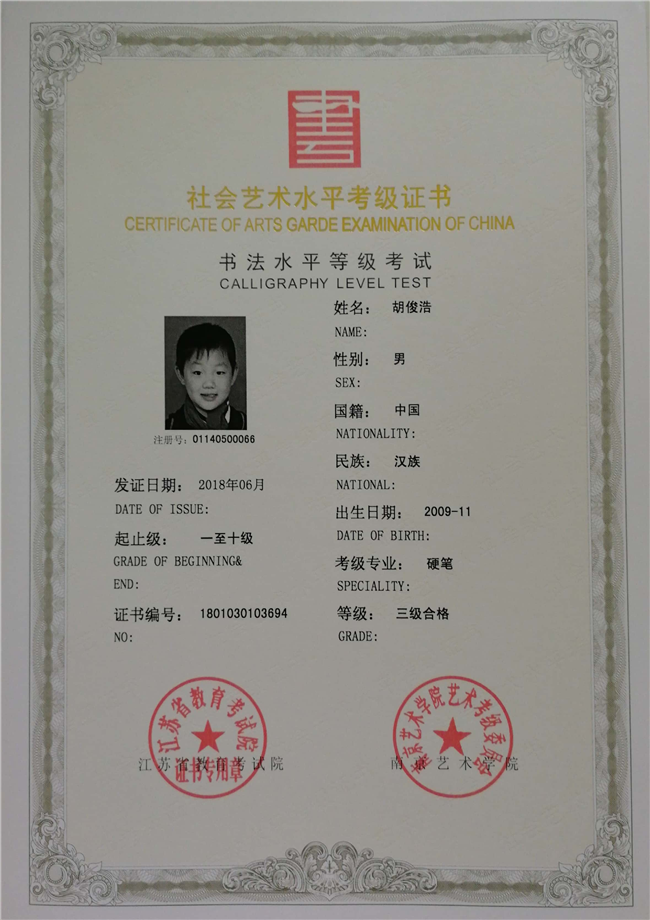 社会艺术水平考级证书
CERTIFICATE OF ARTS GARDE EXAMINATION OF CHINA
书法水平等级考试
CALLIGRAPHY LEVEL TEST
姓名： 胡俊浩
NAME:
性别： 男
SEX:
国籍： 中国
NATIONALITY:
注册号：01140500066
民族： 汉族
NATIONAL:
发证日期： 2018年06月
DATE OF ISSUE:
出生日期： 2009-11
DATE OF BIRTH:
起止级： 一至十级
GRADE OF BEGINNING&
END:
考级专业： 硬笔
SPECIALITY:
证书编号： 1801030103694
NO:
等级： 三级合格
GRADE:
江苏省教育考试院
证书专用章
江苏省教育考试院
南京艺术学院艺术考级委员会
南京艺术学院